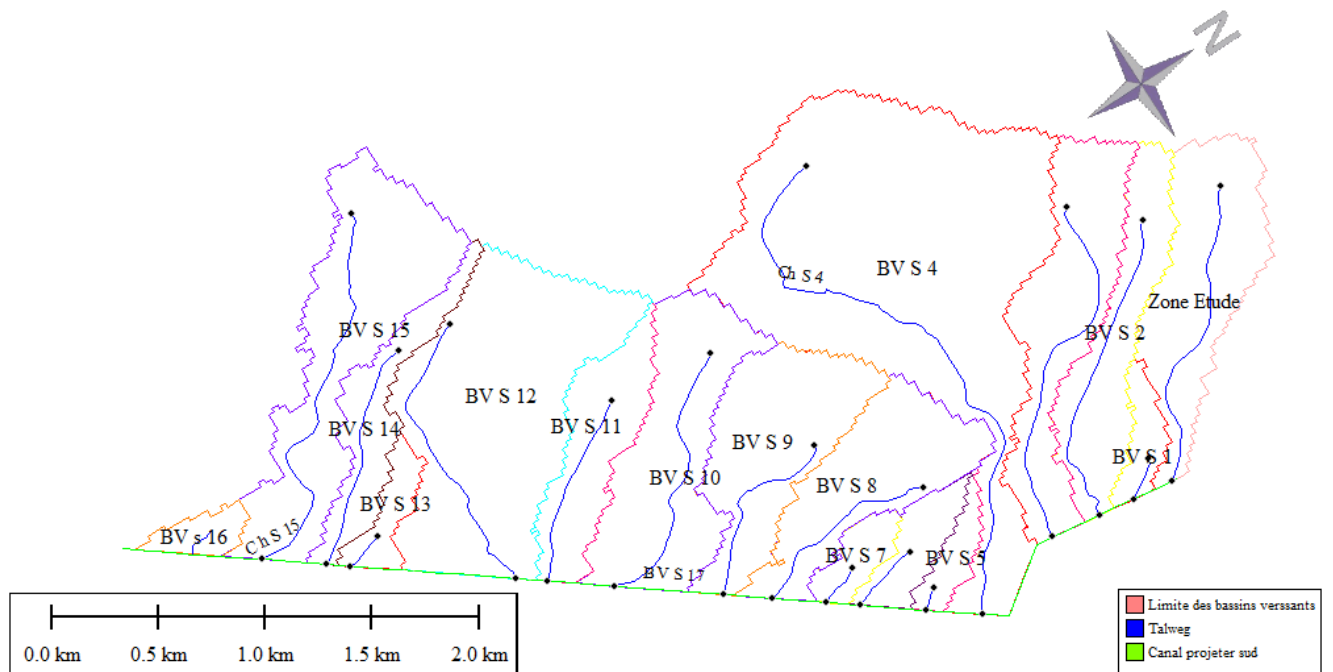 N
BV S 4
Ch S 4
Zone Etude
BV S 2
BV S 15
BV S 12
BV S 11
BV S 14
BV S 9
BV S 10
BV S 8
BV S 1
BV S 13
BV s 16
Ch S 15
BV S 7
BV S 5
BV S 17
0.0 km 0.5 km 1.0 km 1.5 km 2.0 km
Limite des bassins verssants
Talweg
Canal projeter sud